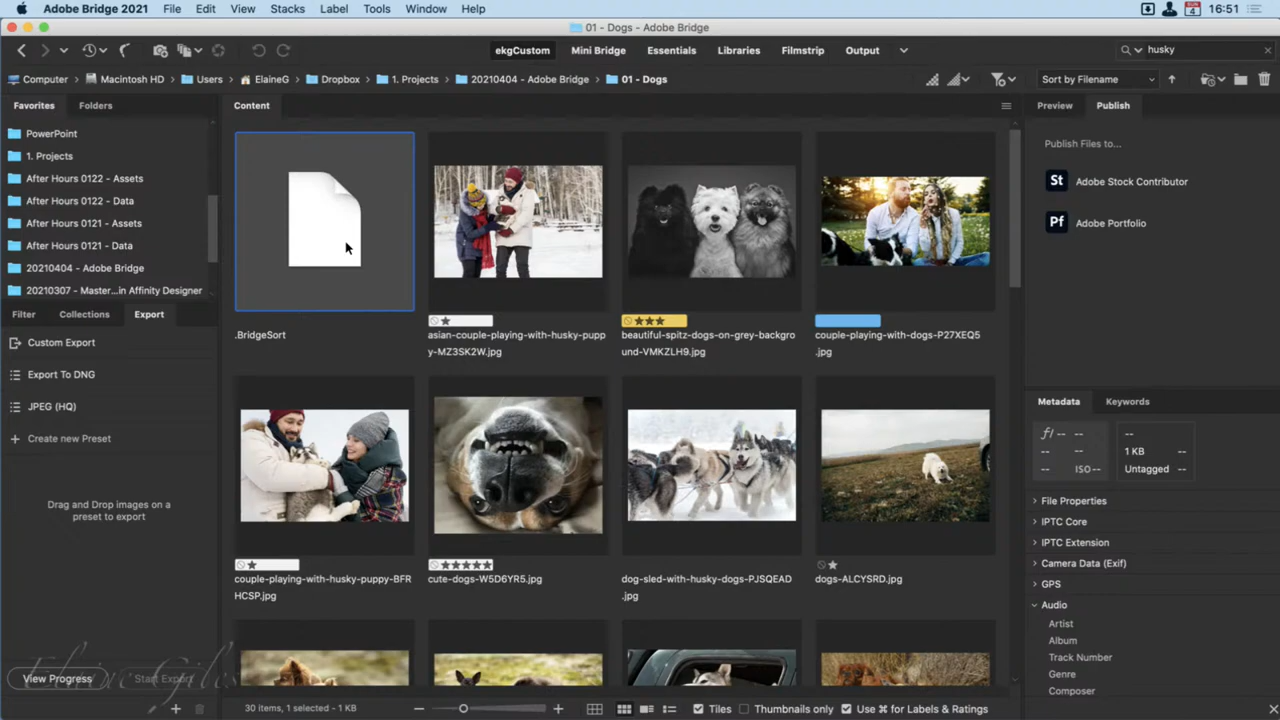 Adobe Bridge 2021 File Edit View Stacks Label Tools Window Help 4 16:51
01 - Dogs - Adobe Bridge
ekgCustom Mini Bridge Essentials Libraries Filmstrip Output husky
Computer Macintosh HD Users ElaineG Dropbox 1. Projects 20210404 - Adobe Bridge 01 - Dogs Sort by Filename
Favorites Folders Content Preview Publish
PowerPoint
1. Projects
After Hours 0122 - Assets
After Hours 0122 - Data
After Hours 0121 - Assets
After Hours 0121 - Data
20210404 - Adobe Bridge
20210307 - Master...in Affinity Designer
Filter Collections Export
Custom Export
Export To DNG
JPEG (HQ)
Create new Preset
Drag and Drop images on a
preset to export
View Progress Start Export
Elaine Giles
.BridgeSort
asian-couple-playing-with-husky-pupp
y-MZ3SK2W.jpg
beautiful-spitz-dogs-on-grey-backgro
und-VMKZLH9.jpg
couple-playing-with-dogs-P27XEQ5
.jpg
couple-playing-with-husky-puppy-BFR
HCSP.jpg
cute-dogs-W5D6YR5.jpg
dog-sled-with-husky-dogs-PJSQEAD
.jpg
dogs-ALCYSRD.jpg
30 items, 1 selected - 1 KB Tiles Thumbnails only Use ⌘ for Labels & Ratings
Publish Files to...
St Adobe Stock Contributor
Pf Adobe Portfolio
Metadata Keywords
ƒ/ -- -- --
-- -- 1 KB
-- ISO-- Untagged --
File Properties
IPTC Core
IPTC Extension
Camera Data (Exif)
GPS
Audio
Artist
Album
Track Number
Genre
Composer